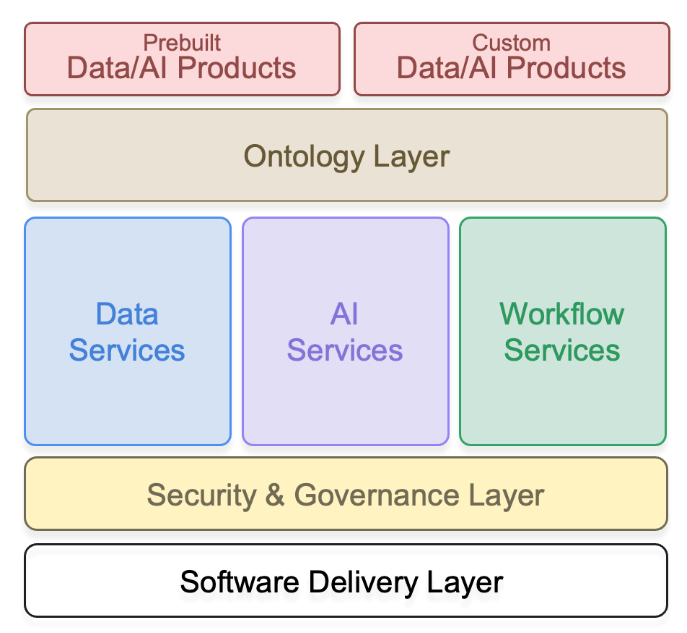 Prebuilt
Data/AI Products
Custom
Data/AI Products
Ontology Layer
Data
Services
AI
Services
Workflow
Services
Security & Governance Layer
Software Delivery Layer